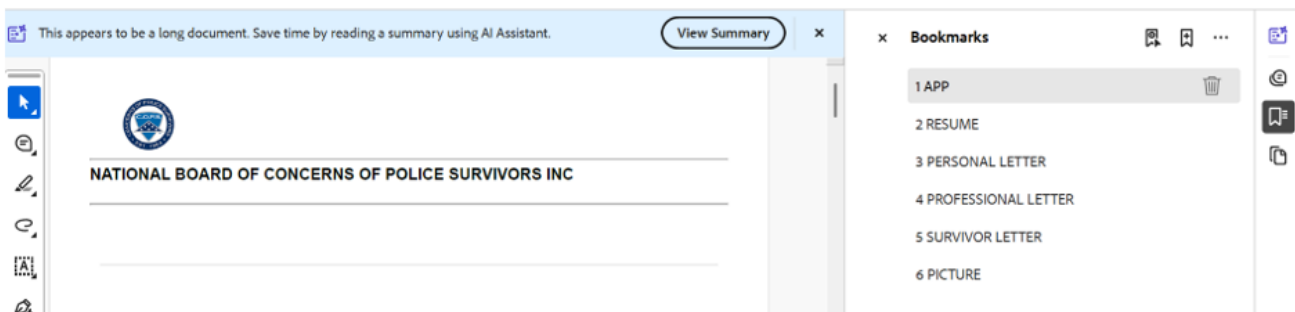 This appears to be a long document. Save time by reading a summary using AI Assistant.
View Summary
NATIONAL BOARD OF CONCERNS OF POLICE SURVIVORS INC
Bookmarks
1 APP
2 RESUME
3 PERSONAL LETTER
4 PROFESSIONAL LETTER
5 SURVIVOR LETTER
6 PICTURE